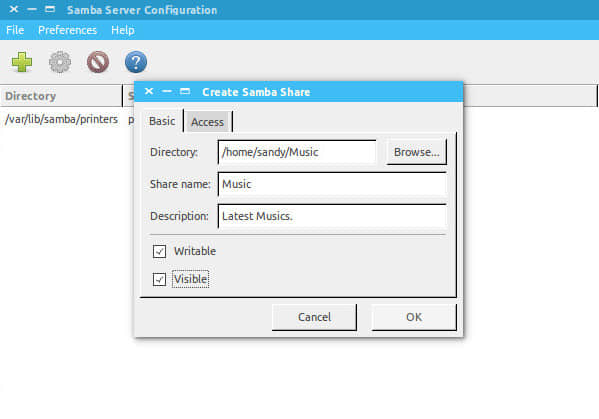 Samba Server Configuration
File Preferences Help
Directory
/var/lib/samba/printers
Create Samba Share
Basic Access
Directory: /home/sandy/Music Browse...
Share name: Music
Description: Latest Musics.
Writable
Visible
Cancel OK